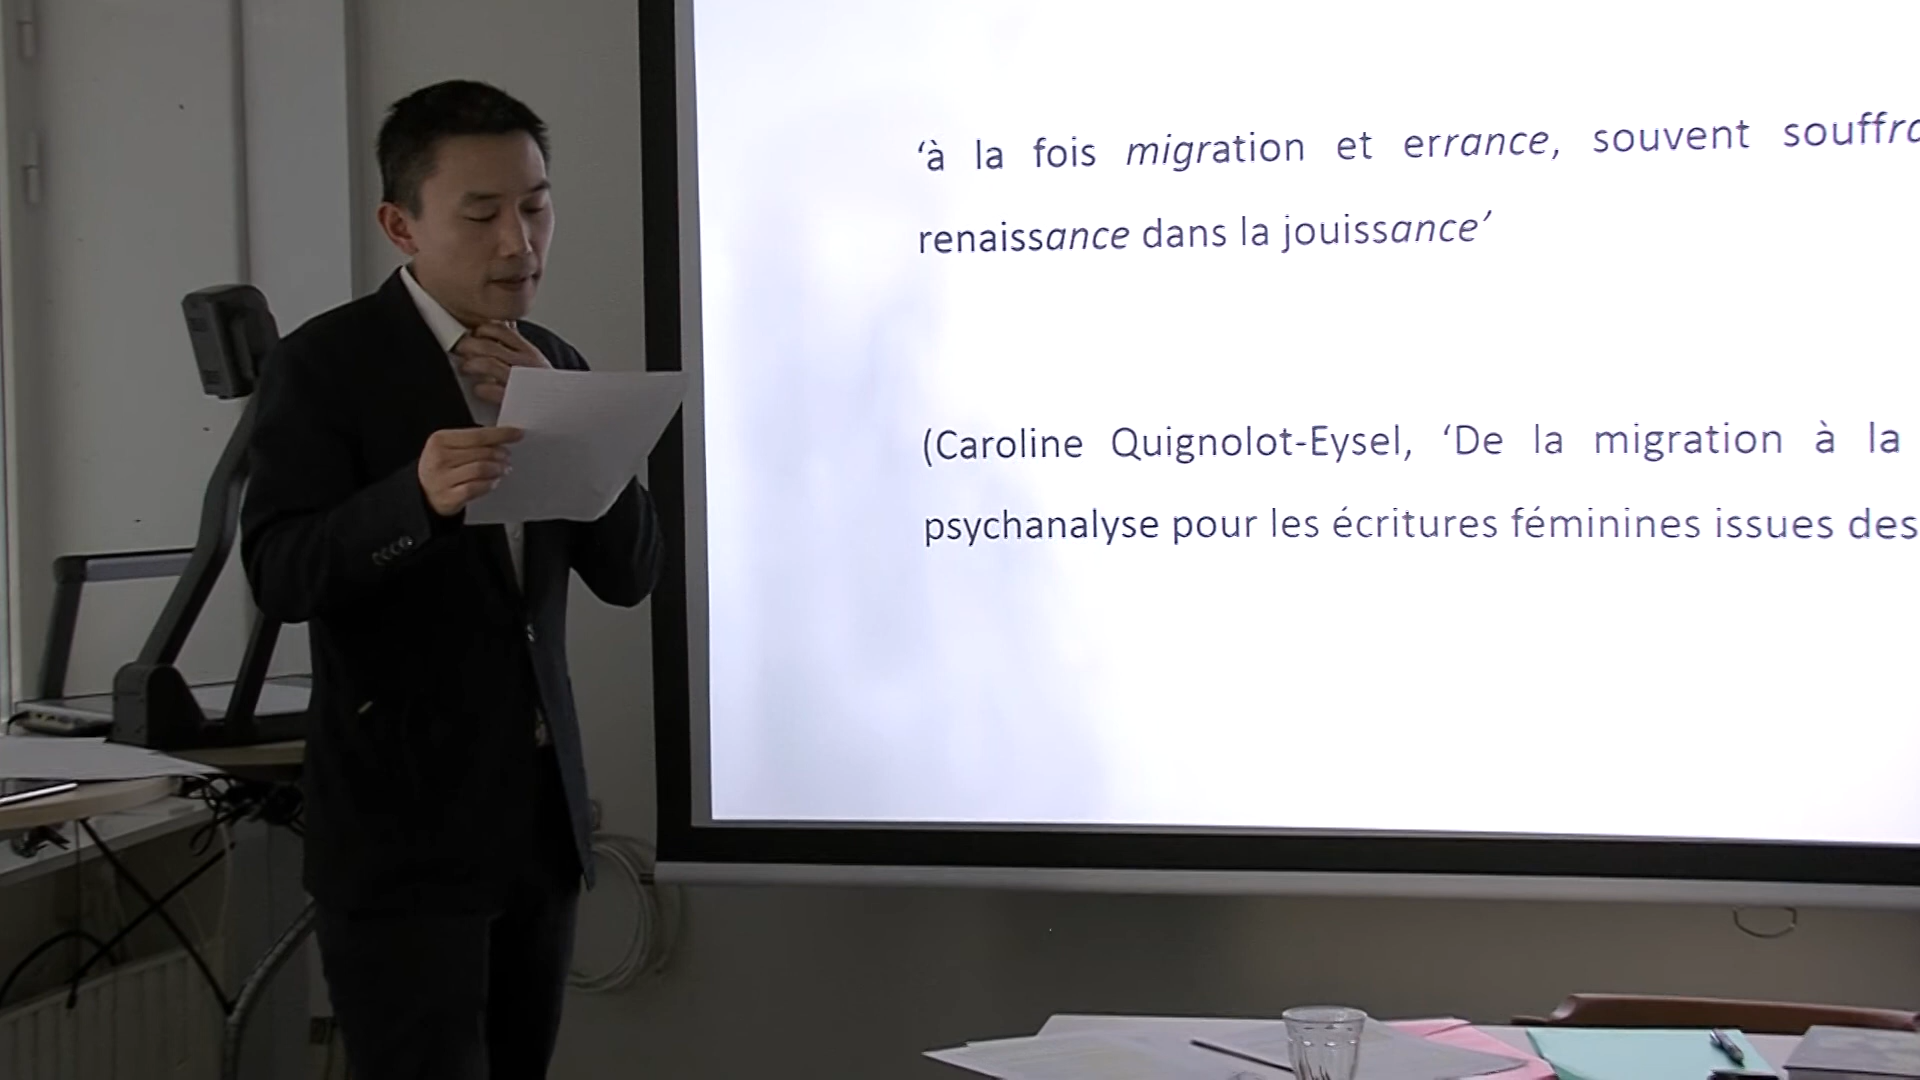 ‘à la fois migration et errance, souvent
renaissance dans la jouissance’
(Caroline Quignolot-Eysel, ‘De la migration à la
psychanalyse pour les écritures féminines issues des